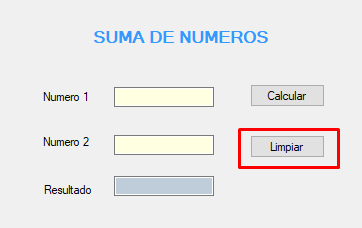 SUMA DE NUMEROS
Numero 1
Calcular
Numero 2
Limpiar
Resultado